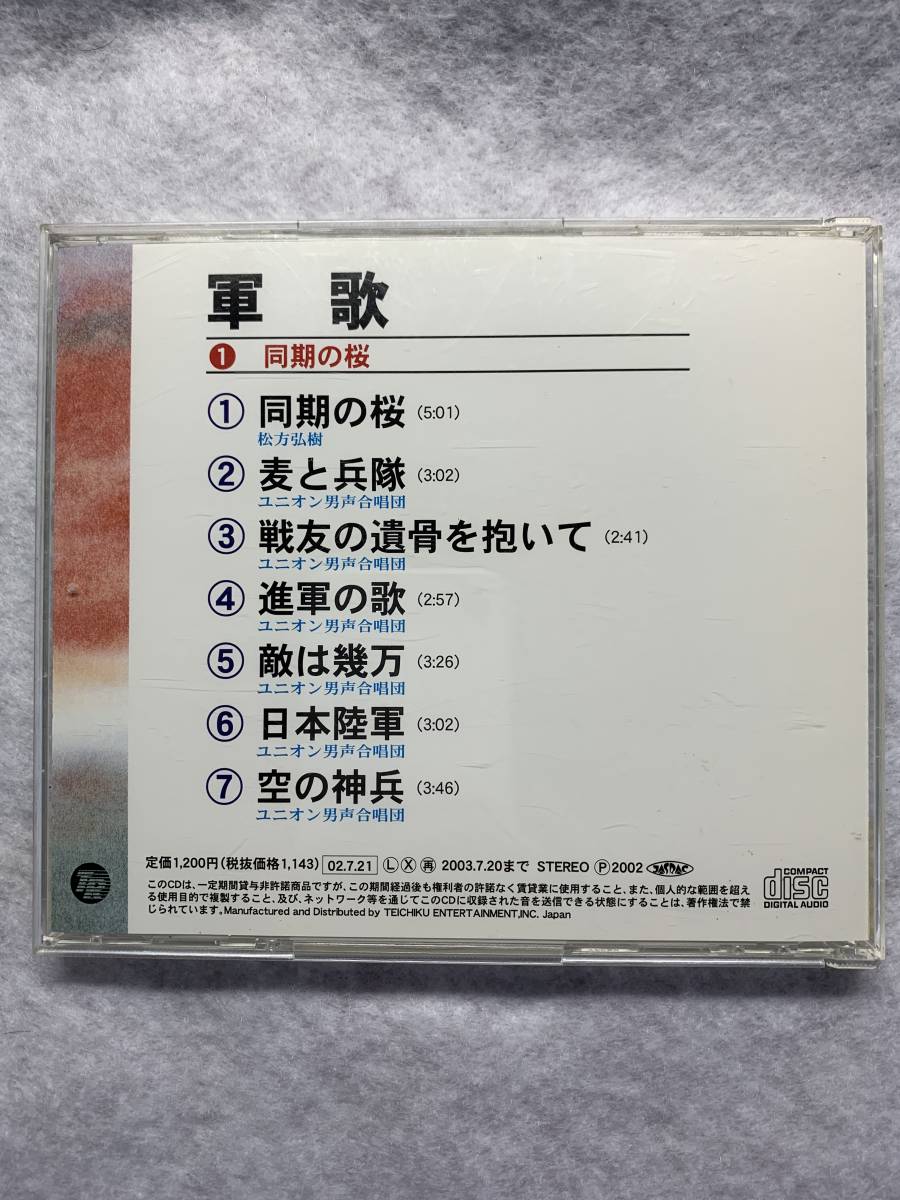 軍 歌
❶ 同期の桜
① 同期の桜 (5:01)
松方弘樹
② 麦と兵隊 (3:02)
ユニオン男声合唱団
③ 戦友の遺骨を抱いて (2:41)
ユニオン男声合唱団
④ 進軍の歌 (2:57)
ユニオン男声合唱団
⑤ 敵は幾万 (3:26)
ユニオン男声合唱団
⑥ 日本陸軍 (3:02)
ユニオン男声合唱団
⑦ 空の神兵 (3:46)
ユニオン男声合唱団
定価1,200円(税抜価格1,143) 02.7.21 Ⓛ Ⓧ ㊖ 2003.7.20まで STEREO Ⓟ 2002 JASRAC
このCDは、一定期間貸与非許諾商品ですが、この期間経過後も権利者の許諾なく賃貸業に使用すること、また、個人的な範囲を超え
る使用目的で複製すること、及び、ネットワーク等を通じてこのCDに収録された音を送信できる状態にすることは、著作権法で禁
じられています。Manufactured and Distributed by TEICHIKU ENTERTAINMENT,INC. Japan
COMPACT
disc
DIGITAL AUDIO